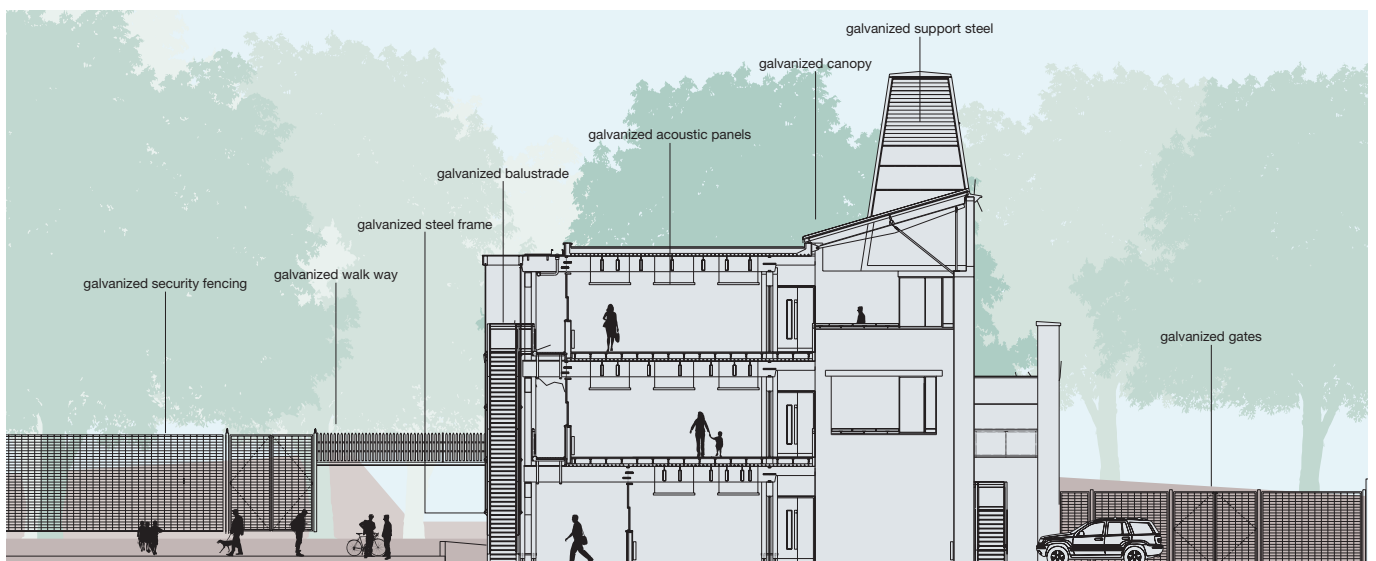 galvanized support steel
galvanized canopy
galvanized acoustic panels
galvanized balustrade
galvanized steel frame
galvanized walk way
galvanized security fencing
galvanized gates